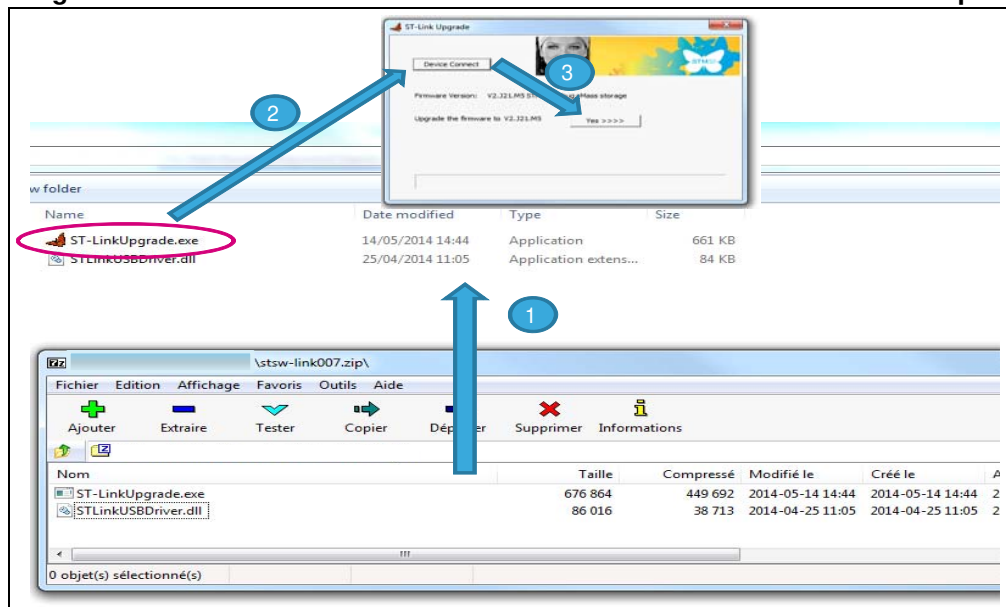 ST-Link Upgrade
Device Connect
3
Firmware Version: V2.J21.M5
storage
Upgrade the firmware to V2.J21.M5
Yes >>>>
2
w folder
Name Date modified Type Size
ST-LinkUpgrade.exe 14/05/2014 14:44 Application 661 KB
STLinkUSBDriver.dll 25/04/2014 11:05 Application extens... 84 KB
1
\stsw-link007.zip\
Fichier Edition Affichage Favoris Outils Aide
Ajouter Extraire Tester Copier Supprimer Informations
Nom Taille Compressé Modifié le Créé le A
ST-LinkUpgrade.exe 676 864 449 692 2014-05-14 14:44 2014-05-14 14:44 2
STLinkUSBDriver.dll 86 016 38 713 2014-04-25 11:05 2014-04-25 11:05 2
0 objet(s) sélectionné(s)